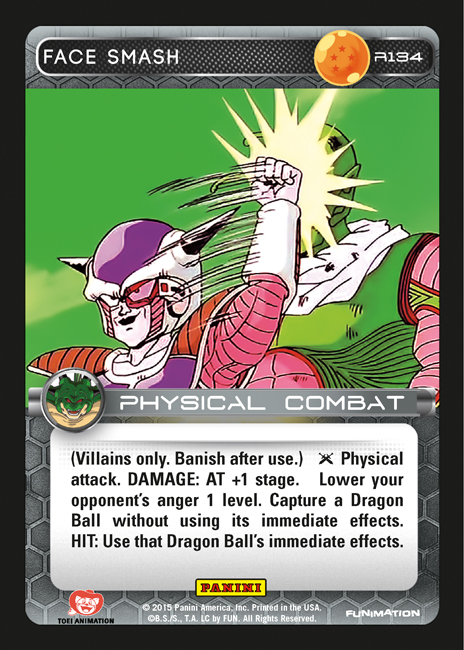 FACE SMASH
R134
PHYSICAL COMBAT
(Villains only. Banish after use.) Physical
attack. DAMAGE: AT +1 stage. Lower your
opponent's anger 1 level. Capture a Dragon
Ball without using its immediate effects.
HIT: Use that Dragon Ball's immediate effects.
PANINI
TOEI ANIMATION
© 2015 Panini America, Inc. Printed in the USA.
©B.S./S., T.A. LC by FUN. All Rights Reserved.
FUNIMATION